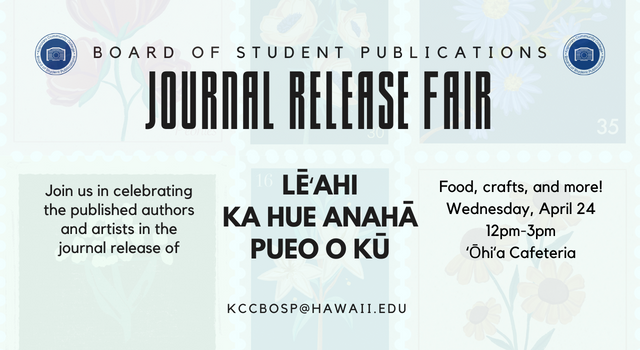 BOARD OF STUDENT PUBLICATIONS
JOURNAL RELEASE FAIR
35
Join us in celebrating
the published authors
and artists in the
journal release of
16
LĒʻAHI
KA HUE ANAHĀ
PUEO O KŪ
Food, crafts, and more!
Wednesday, April 24
12pm-3pm
ʻŌhiʻa Cafeteria
KCCBOSP@HAWAII.EDU